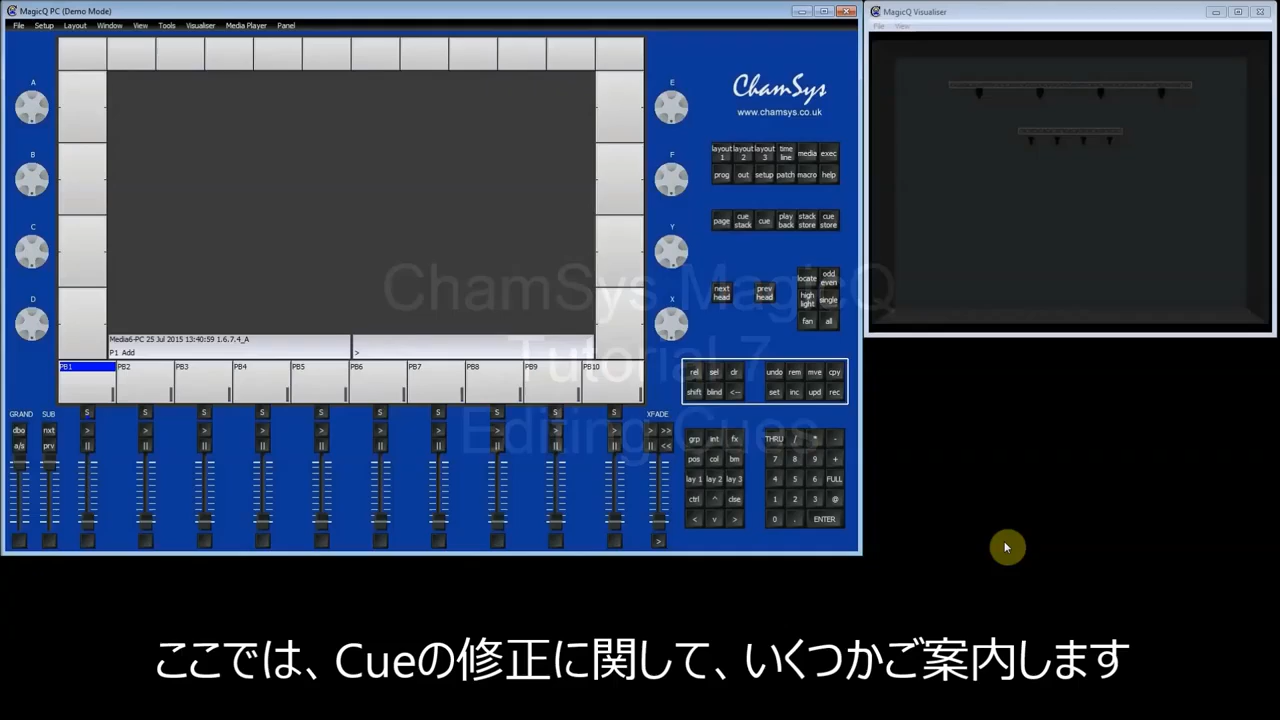 MagicQ PC (Demo Mode)
File Setup Layout Window View Tools Visualiser Media Player Panel
MagicQ Visualiser
File View
A
B
C
D
E
F
Y
X
ChamSys
www.chamsys.co.uk
layout 1 layout 2 layout 3 time line media exec
prog out setup patch macro help
page cue stack cue play back stack store cue store
next head prev head
locate odd even
high light single
fan all
ChamSys MagicQ
Tutorial 7
Editing Cues
Media6-PC 25 Jul 2015 13:40:59 1.6.7.4_A
P1 Add
>
PB1 PB2 PB3 PB4 PB5 PB6 PB7 PB8 PB9 PB10
rel sel clr undo rem mve cpy
shift blind <-- set inc upd rec
GRAND SUB XFADE
S S S S S S S S S S
dbo nxt > > > > > > > > > > >>
a/s prv || || || || || || || || || || || <<
grp int fx THRU / * -
pos col bm 7 8 9 +
lay 1 lay 2 lay 3 4 5 6 FULL
ctrl ^ clse 1 2 3 @
< v > 0 . ENTER
>
ここでは、Cueの修正に関して、いくつかご案内します